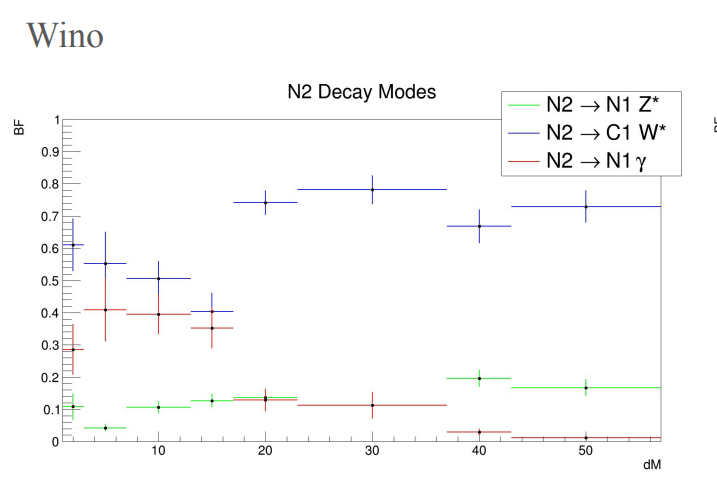 Wino
N2 Decay Modes
N2 → N1 Z*
N2 → C1 W*
N2 → N1 γ
BF
1
0.9
0.8
0.7
0.6
0.5
0.4
0.3
0.2
0.1
0
10
20
30
40
50
dM